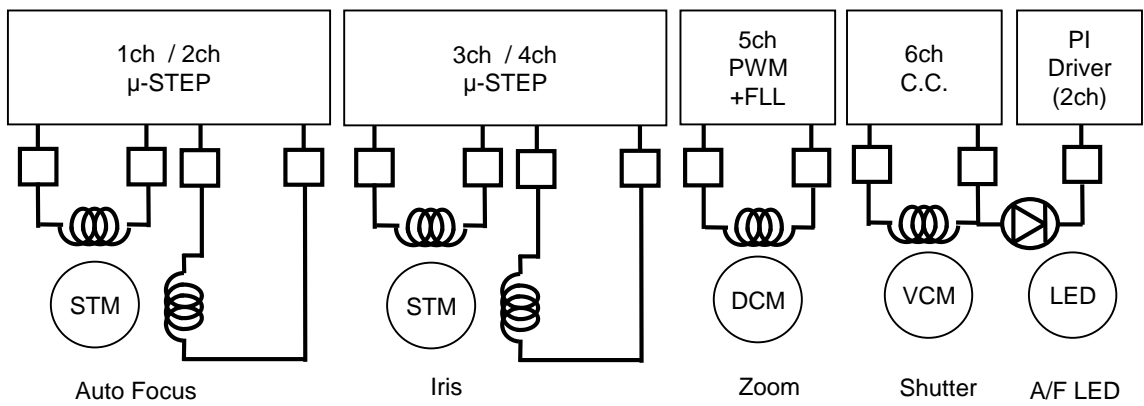 1ch / 2ch
µ-STEP
3ch / 4ch
µ-STEP
5ch
PWM
+FLL
6ch
C.C.
PI
Driver
(2ch)
STM
STM
DCM
VCM
LED
Auto Focus
Iris
Zoom
Shutter
A/F LED